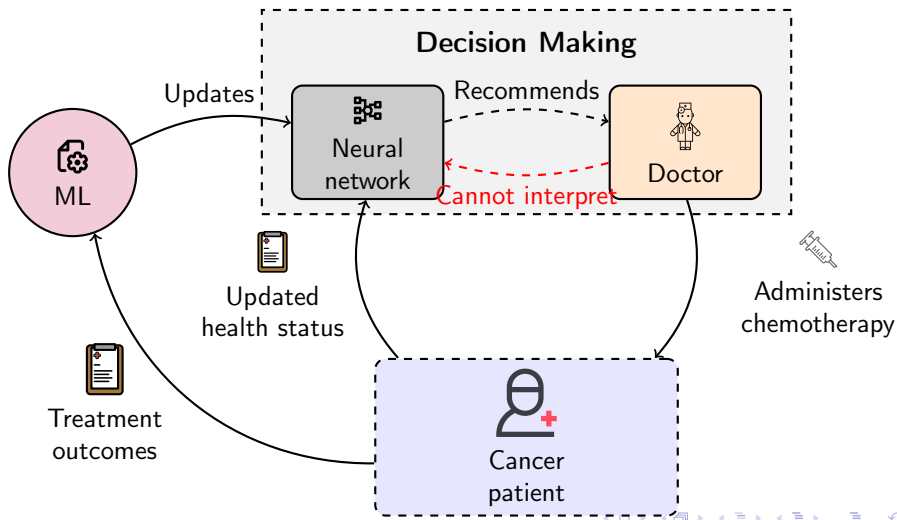 Decision Making
Updates
Recommends
Neural
network
Doctor
ML
Cannot interpret
Updated
health status
Administers
chemotherapy
Treatment
outcomes
Cancer
patient